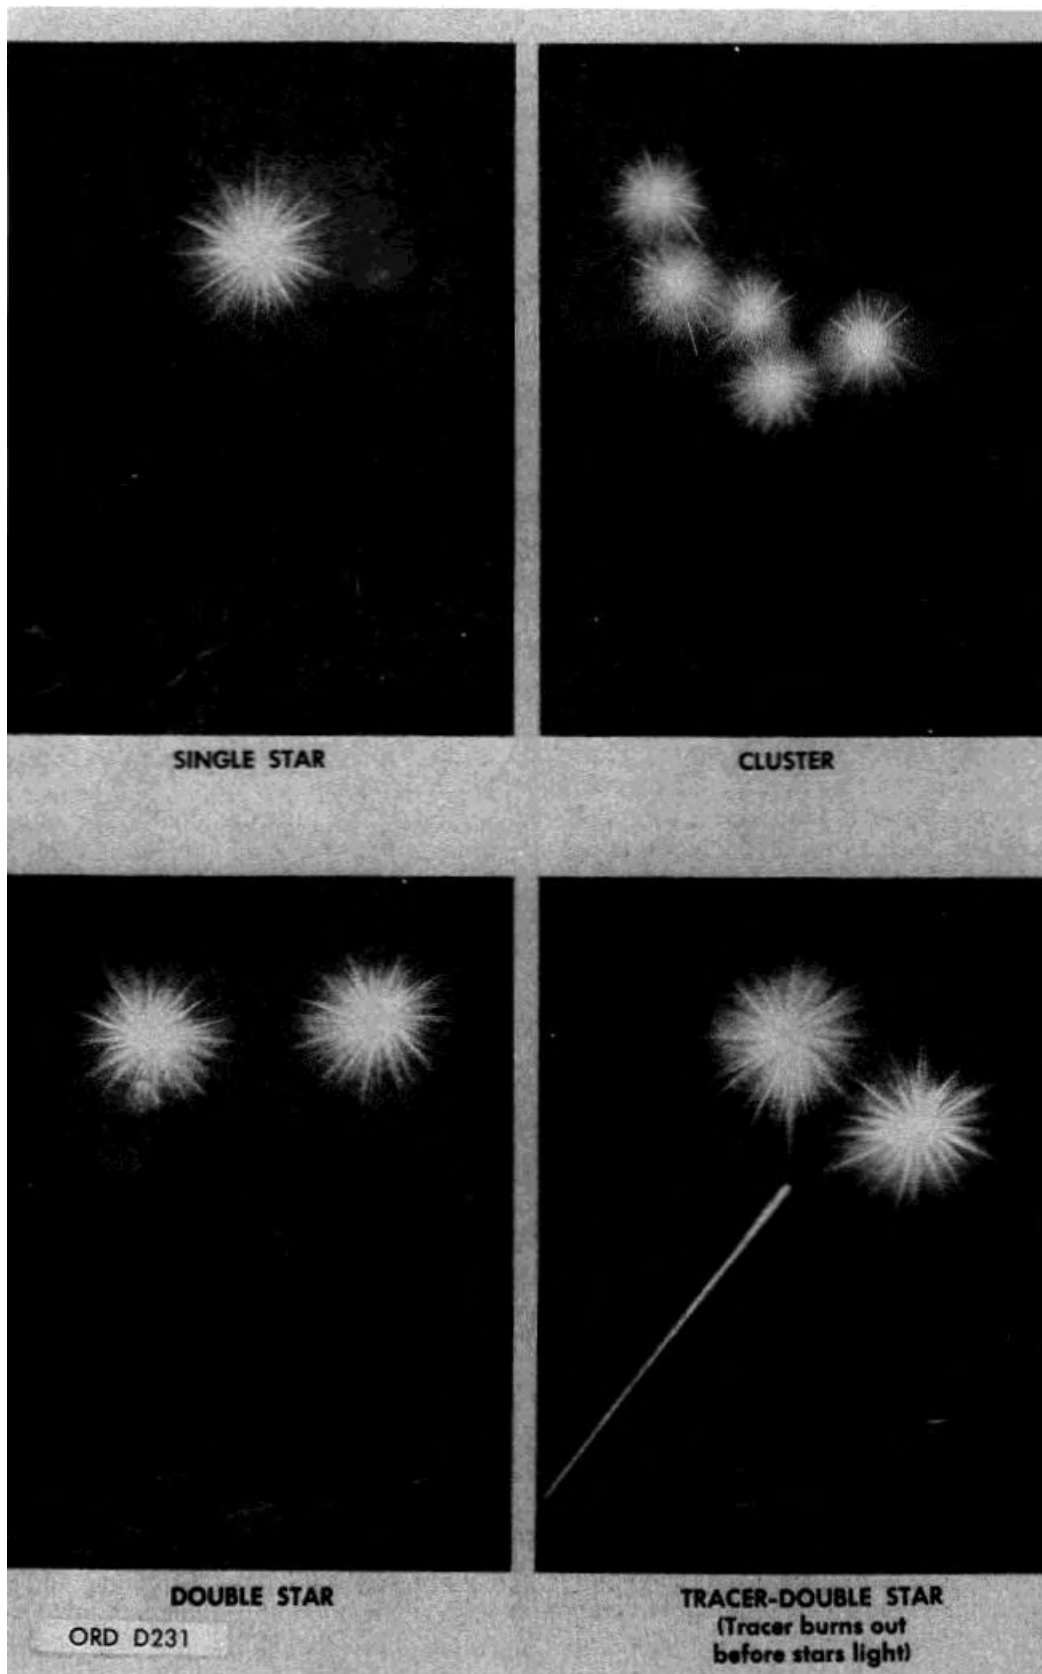 SINGLE STAR
CLUSTER
DOUBLE STAR
TRACER-DOUBLE STAR
(Tracer burns out
before stars light)
ORD D231